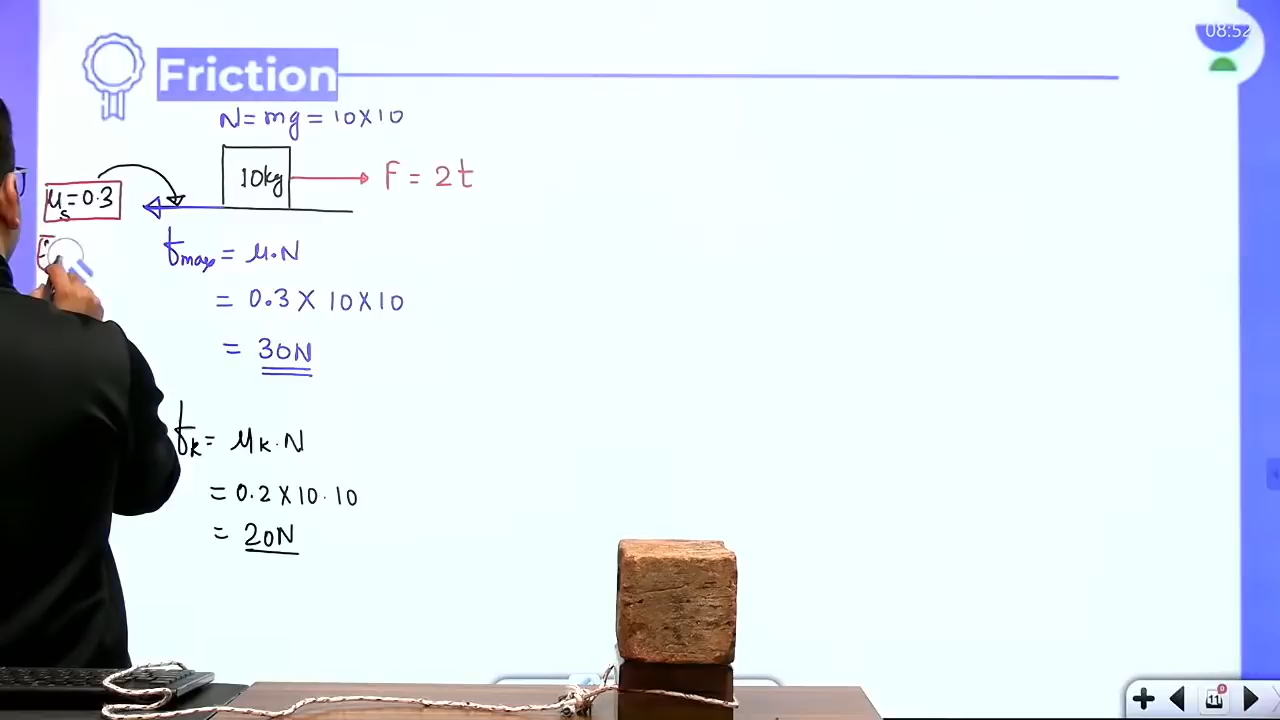 08:52
Friction
N = mg = 10×10
10kg
F = 2t
μs = 0.3
fmax = μ.N
= 0.3 × 10×10
= 30N
fk = μk.N
= 0.2×10.10
= 20N
11